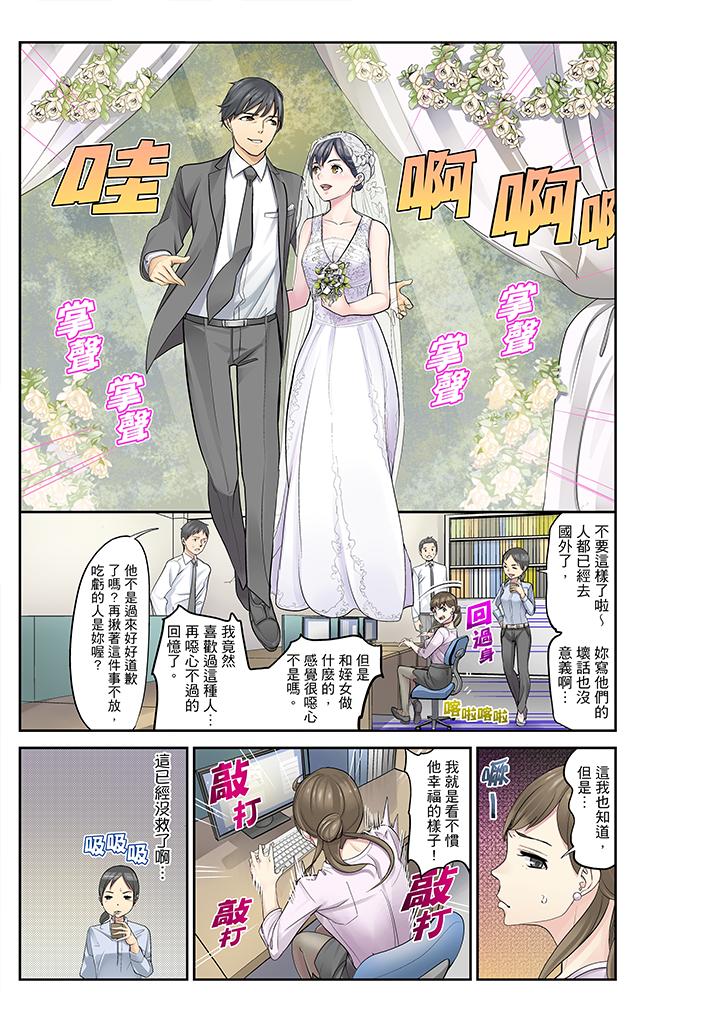 啊啊啊
哇
掌聲
掌聲
掌聲
掌聲
不要這樣了啦～
人都已經去
國外了，
妳寫他們的
壞話也沒
意義啊…
回過身
喀啦喀啦
但是
和姪女做
什麼的，
感覺很噁心
不是嗎。
我竟然
喜歡過這種人…
再噁心不過的
回憶了。
他不是過來好好道歉
了嗎？再揪著這件事不放，
吃虧的人是妳喔？
這我也知道，
但是…
我就是看不慣
他幸福的樣子！
敲打
敲打
敲打
這已經沒救了啊…
吸吸吸